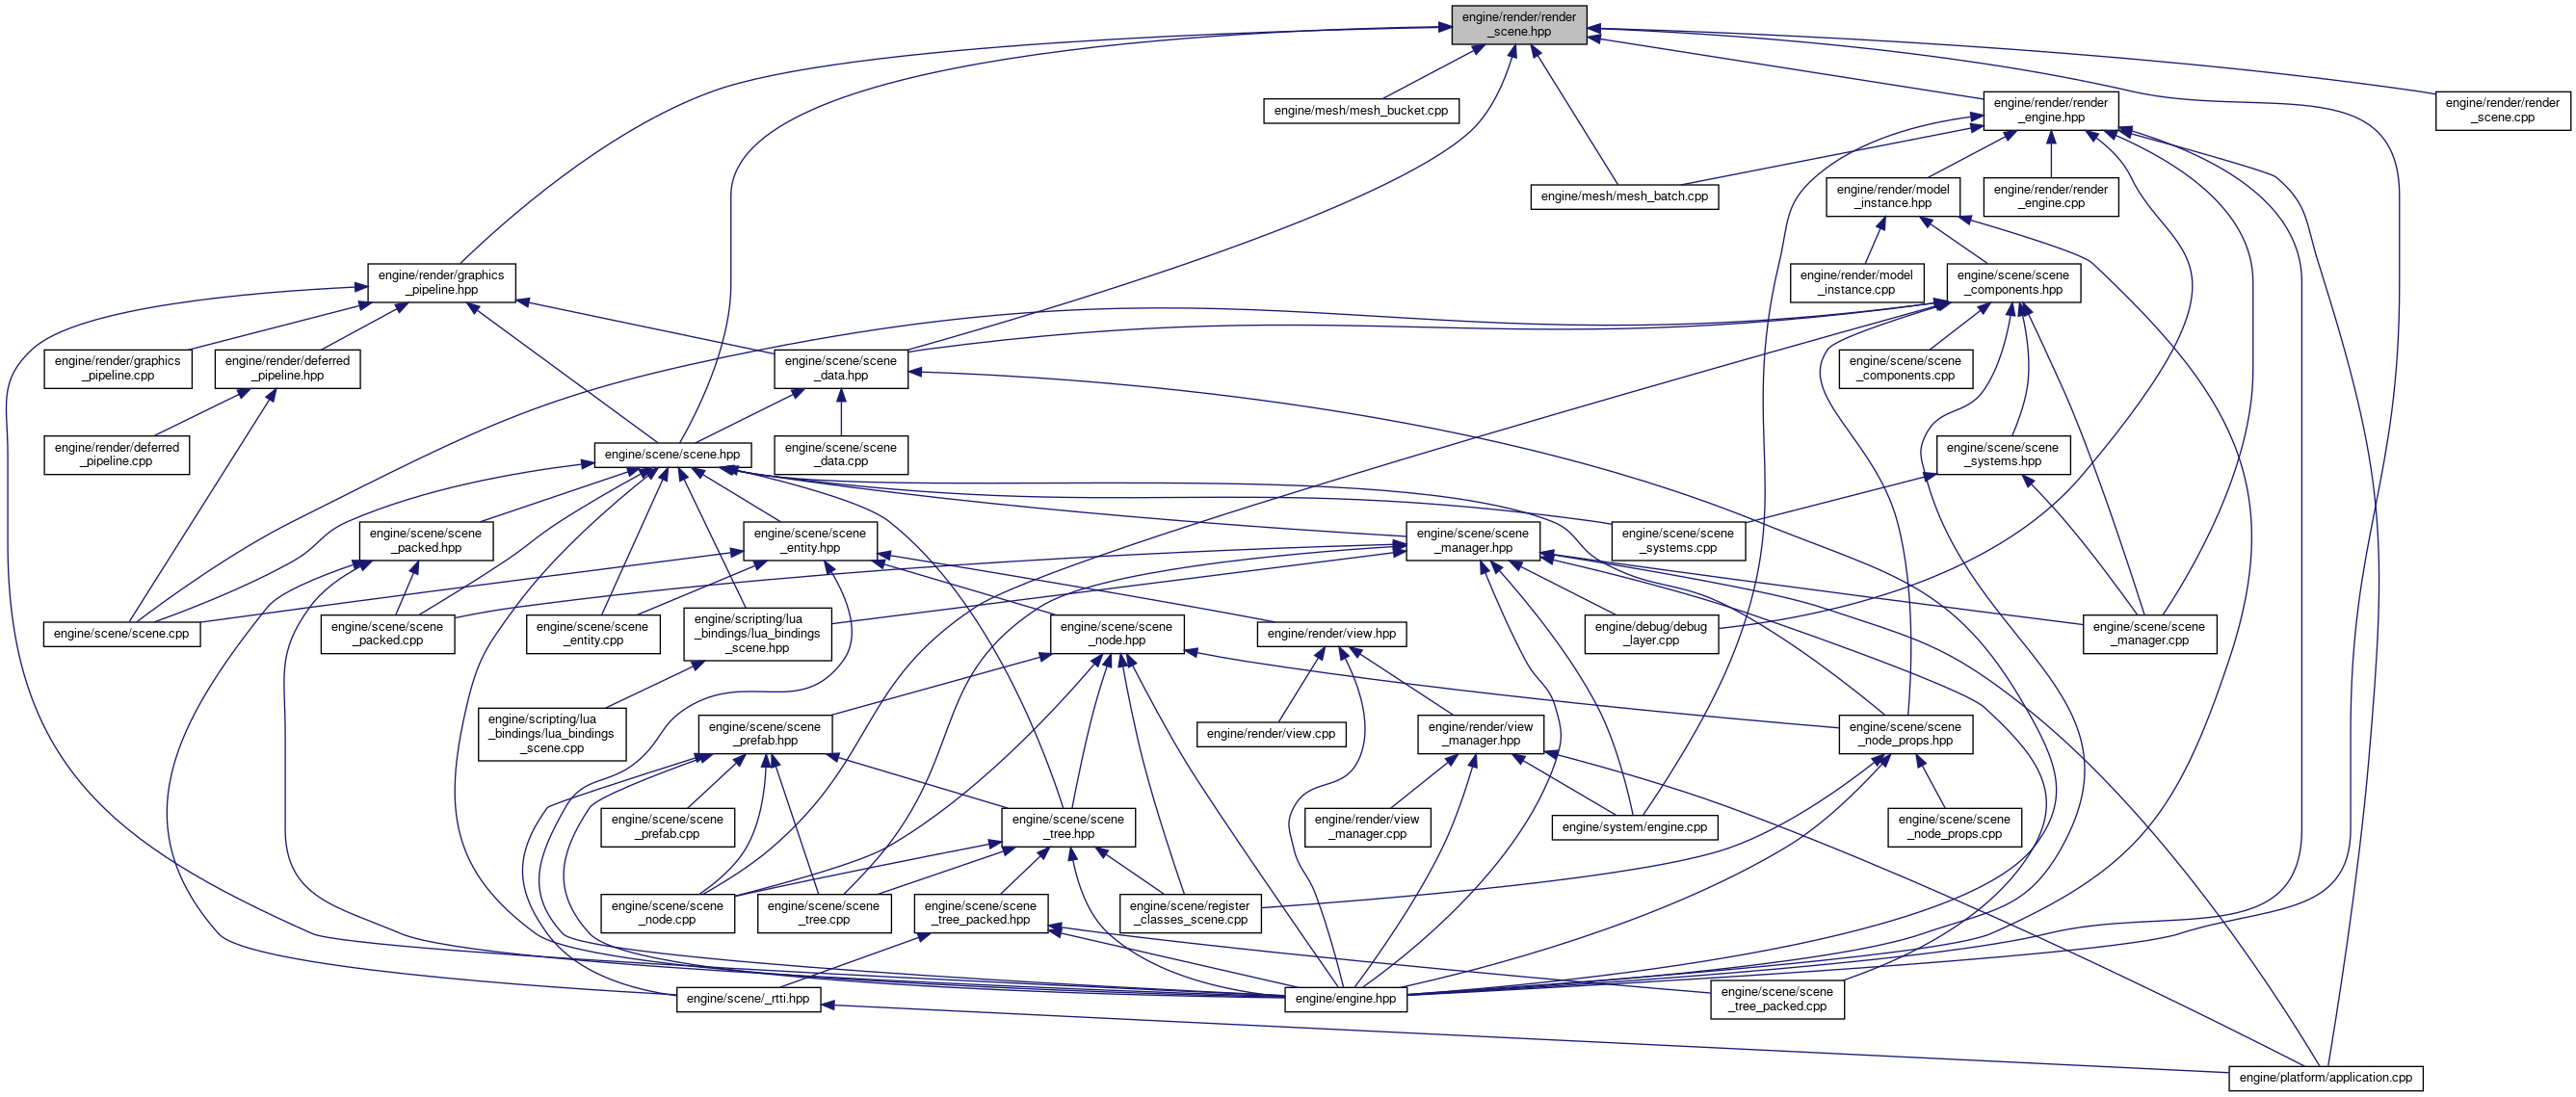 engine/render/render
_scene.hpp
engine/mesh/mesh_bucket.cpp
engine/render/render
_engine.hpp
engine/render/render
_scene.cpp
engine/mesh/mesh_batch.cpp
engine/render/model
_instance.hpp
engine/render/render
_engine.cpp
engine/render/graphics
_pipeline.hpp
engine/render/model
_instance.cpp
engine/scene/scene
_components.hpp
engine/render/graphics
_pipeline.cpp
engine/render/deferred
_pipeline.hpp
engine/scene/scene
_data.hpp
engine/scene/scene
_components.cpp
engine/render/deferred
_pipeline.cpp
engine/scene/scene.hpp
engine/scene/scene
_data.cpp
engine/scene/scene
_systems.hpp
engine/scene/scene
_packed.hpp
engine/scene/scene
_entity.hpp
engine/scene/scene
_manager.hpp
engine/scene/scene
_systems.cpp
engine/scene/scene.cpp
engine/scene/scene
_packed.cpp
engine/scene/scene
_entity.cpp
engine/scripting/lua
_bindings/lua_bindings
_scene.hpp
engine/scene/scene
_node.hpp
engine/render/view.hpp
engine/debug/debug
_layer.cpp
engine/scene/scene
_manager.cpp
engine/scripting/lua
_bindings/lua_bindings
_scene.cpp
engine/scene/scene
_prefab.hpp
engine/render/view.cpp
engine/render/view
_manager.hpp
engine/scene/scene
_node_props.hpp
engine/scene/scene
_prefab.cpp
engine/scene/scene
_tree.hpp
engine/render/view
_manager.cpp
engine/system/engine.cpp
engine/scene/scene
_node_props.cpp
engine/scene/scene
_node.cpp
engine/scene/scene
_tree.cpp
engine/scene/scene
_tree_packed.hpp
engine/scene/register
_classes_scene.cpp
engine/scene/_rtti.hpp
engine/engine.hpp
engine/scene/scene
_tree_packed.cpp
engine/platform/application.cpp